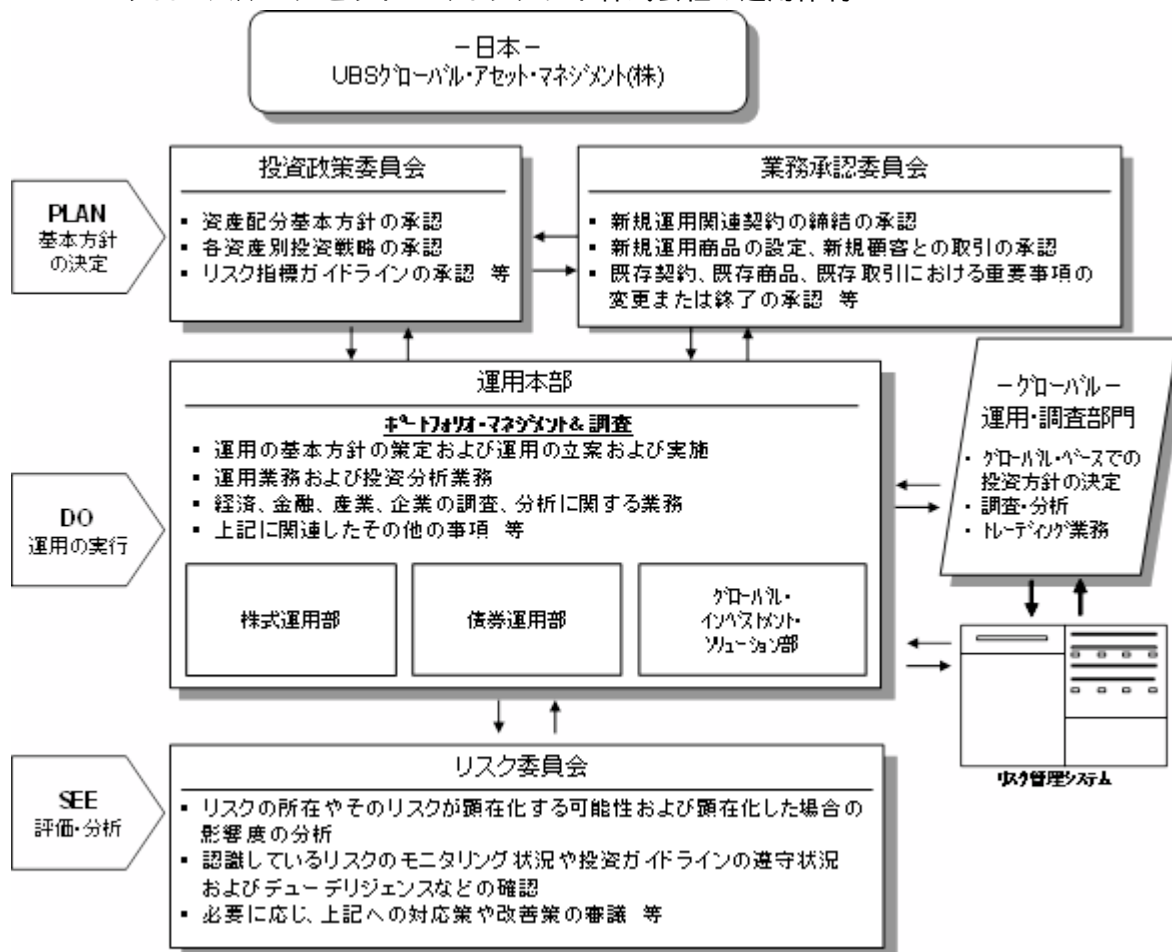 －日本－
UBSｸﾞﾛｰﾊﾞﾙ･ｱｾｯﾄ･ﾏﾈｼﾞﾒﾝﾄ(株)
PLAN
基本方針
の決定
投資政策委員会
▪ 資産配分基本方針の承認
▪ 各資産別投資戦略の承認
▪ リスク指標ガイドラインの承認 等
業務承認委員会
▪ 新規運用関連契約の締結の承認
▪ 新規運用商品の設定、新規顧客との取引の承認
▪ 既存契約、既存商品、既存取引における重要事項の
変更または終了の承認 等
DO
運用の実行
運用本部
ﾎﾟｰﾄﾌｫﾘｵ･ﾏﾈｼﾞﾒﾝﾄ& 調査
▪ 運用の基本方針の策定および運用の立案および実施
▪ 運用業務および投資分析業務
▪ 経済、金融、産業、企業の調査、分析に関する業務
▪ 上記に関連したその他の事項 等
株式運用部
債券運用部
ｸﾞﾛｰﾊﾞﾙ･
ｲﾝﾍﾞｽﾄﾒﾝﾄ･
ｿﾘｭｰｼｮﾝ部
－ｸﾞﾛｰﾊﾞﾙ－
運用･調査部門
▪ ｸﾞﾛｰﾊﾞﾙ･ﾍﾞｰｽでの
投資方針の決定
▪ 調査･分析
▪ ﾄﾚｰﾃﾞｨﾝｸﾞ業務
ﾘｽｸ管理ｼｽﾃﾑ
SEE
評価･分析
リスク委員会
▪ リスクの所在やそのリスクが顕在化する可能性および顕在化した場合の
影響度の分析
▪ 認識しているリスクのモニタリング状況や投資ガイドラインの遵守状況
およびデューデリジェンスなどの確認
▪ 必要に応じ、上記への対応策や改善策の審議 等